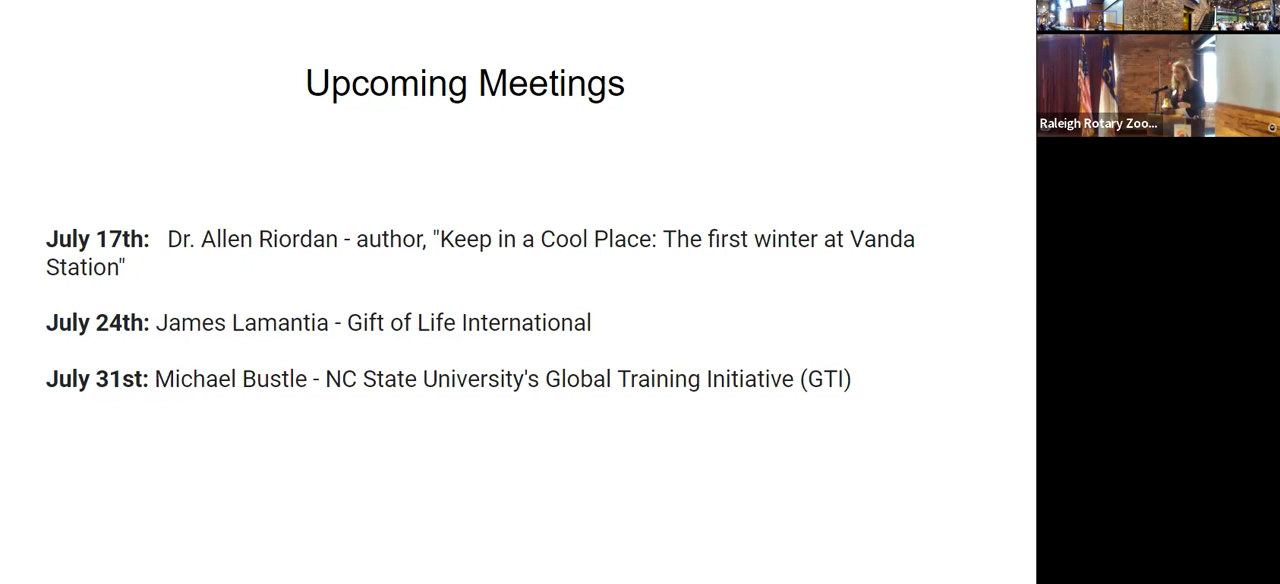 Upcoming Meetings
July 17th: Dr. Allen Riordan - author, "Keep in a Cool Place: The first winter at Vanda
Station"
July 24th: James Lamantia - Gift of Life International
July 31st: Michael Bustle - NC State University's Global Training Initiative (GTI)
Raleigh Rotary Zoo...